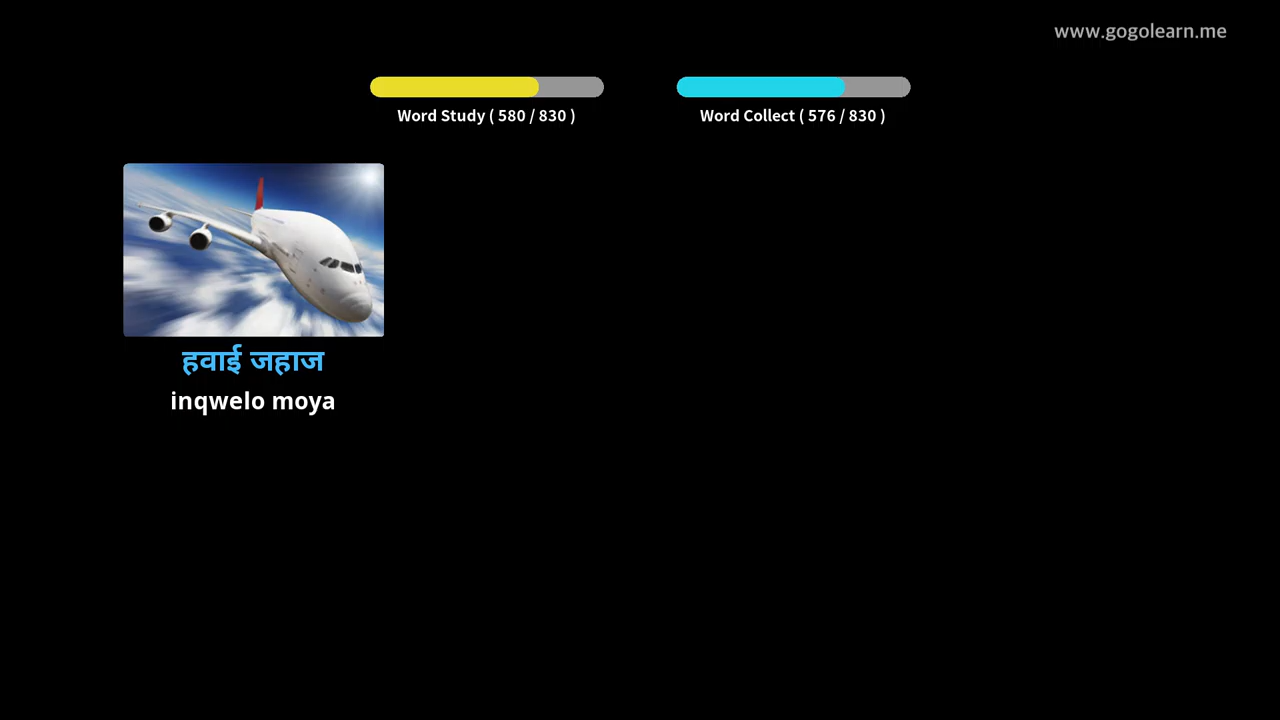 www.gogolearn.me
Word Study ( 580 / 830 )
Word Collect ( 576 / 830 )
हवाई जहाज
inqwelo moya